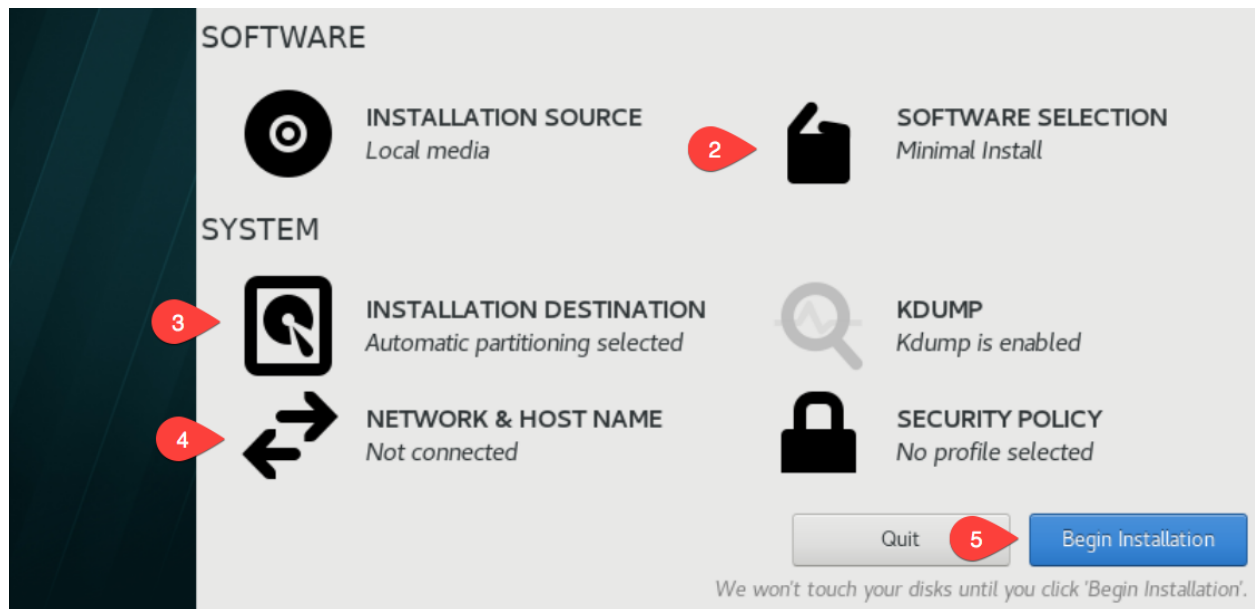 SOFTWARE
INSTALLATION SOURCE
Local media
2
SOFTWARE SELECTION
Minimal Install
SYSTEM
3
INSTALLATION DESTINATION
Automatic partitioning selected
KDUMP
Kdump is enabled
4
NETWORK & HOST NAME
Not connected
SECURITY POLICY
No profile selected
Quit
5
Begin Installation
We won't touch your disks until you click 'Begin Installation'.